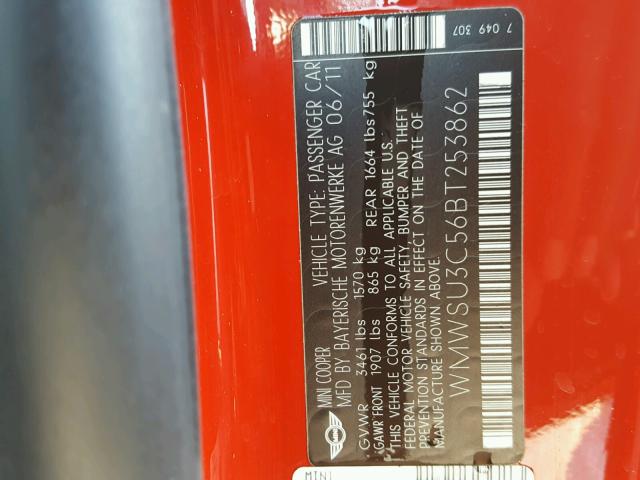 MINI COOPER
VEHICLE TYPE: PASSENGER CAR
MFD BY BAYERISCHE MOTORENWERKE AG 06/11
GVWR 3461 lbs 1570 kg
GAWR FRONT 1907 lbs 865 kg REAR 1664 lbs 755 kg
THIS VEHICLE CONFORMS TO ALL APPLICABLE U.S.
FEDERAL MOTOR VEHICLE SAFETY, BUMPER AND THEFT
PREVENTION STANDARDS IN EFFECT ON THE DATE OF
MANUFACTURE SHOWN ABOVE.
WMWSU3C56BT253862
7 049 307
MINI